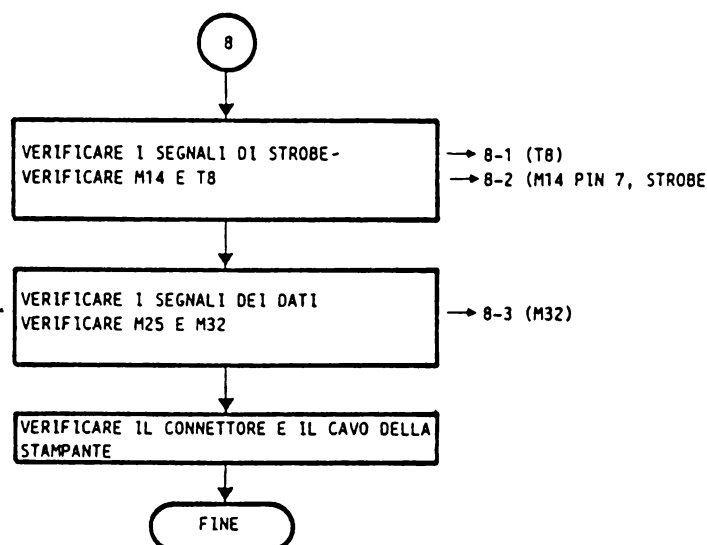 8
VERIFICARE I SEGNALI DI STROBE-
VERIFICARE M14 E T8
8-1 (T8)
8-2 (M14 PIN 7, STROBE
VERIFICARE I SEGNALI DEI DATI
VERIFICARE M25 E M32
8-3 (M32)
VERIFICARE IL CONNETTORE E IL CAVO DELLA
STAMPANTE
FINE